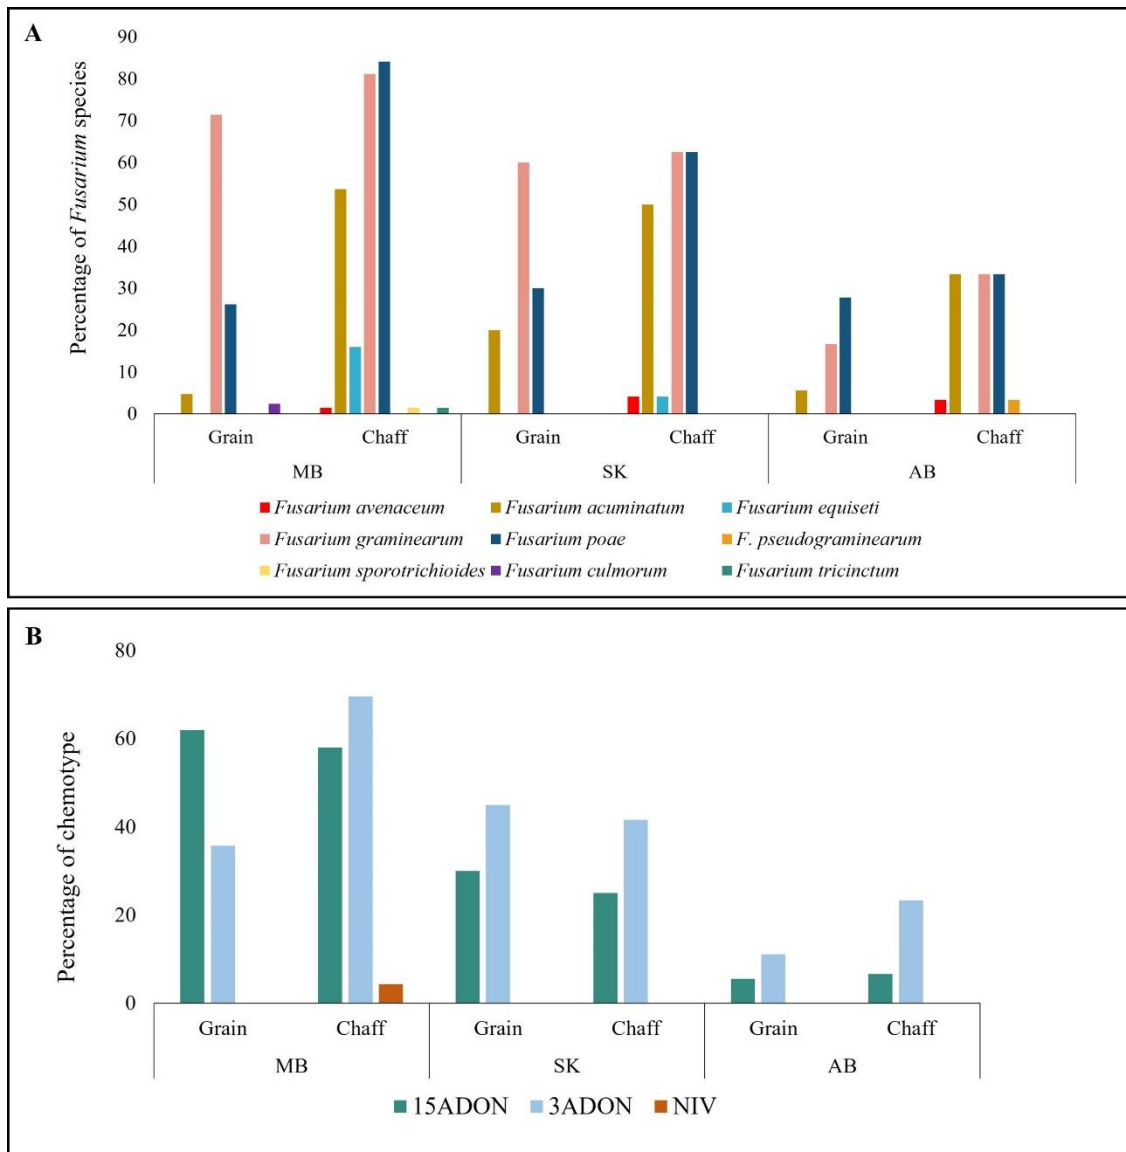 A
Percentage of Fusarium species
90
80
70
60
50
40
30
20
10
0
Grain Chaff Grain Chaff Grain Chaff
MB SK AB
Fusarium avenaceum Fusarium acuminatum Fusarium equiseti
Fusarium graminearum Fusarium poae F. pseudograminearum
Fusarium sporotrichioides Fusarium culmorum Fusarium tricinctum
B
Percentage of chemotype
80
60
40
20
0
Grain Chaff Grain Chaff Grain Chaff
MB SK AB
15ADON 3ADON NIV